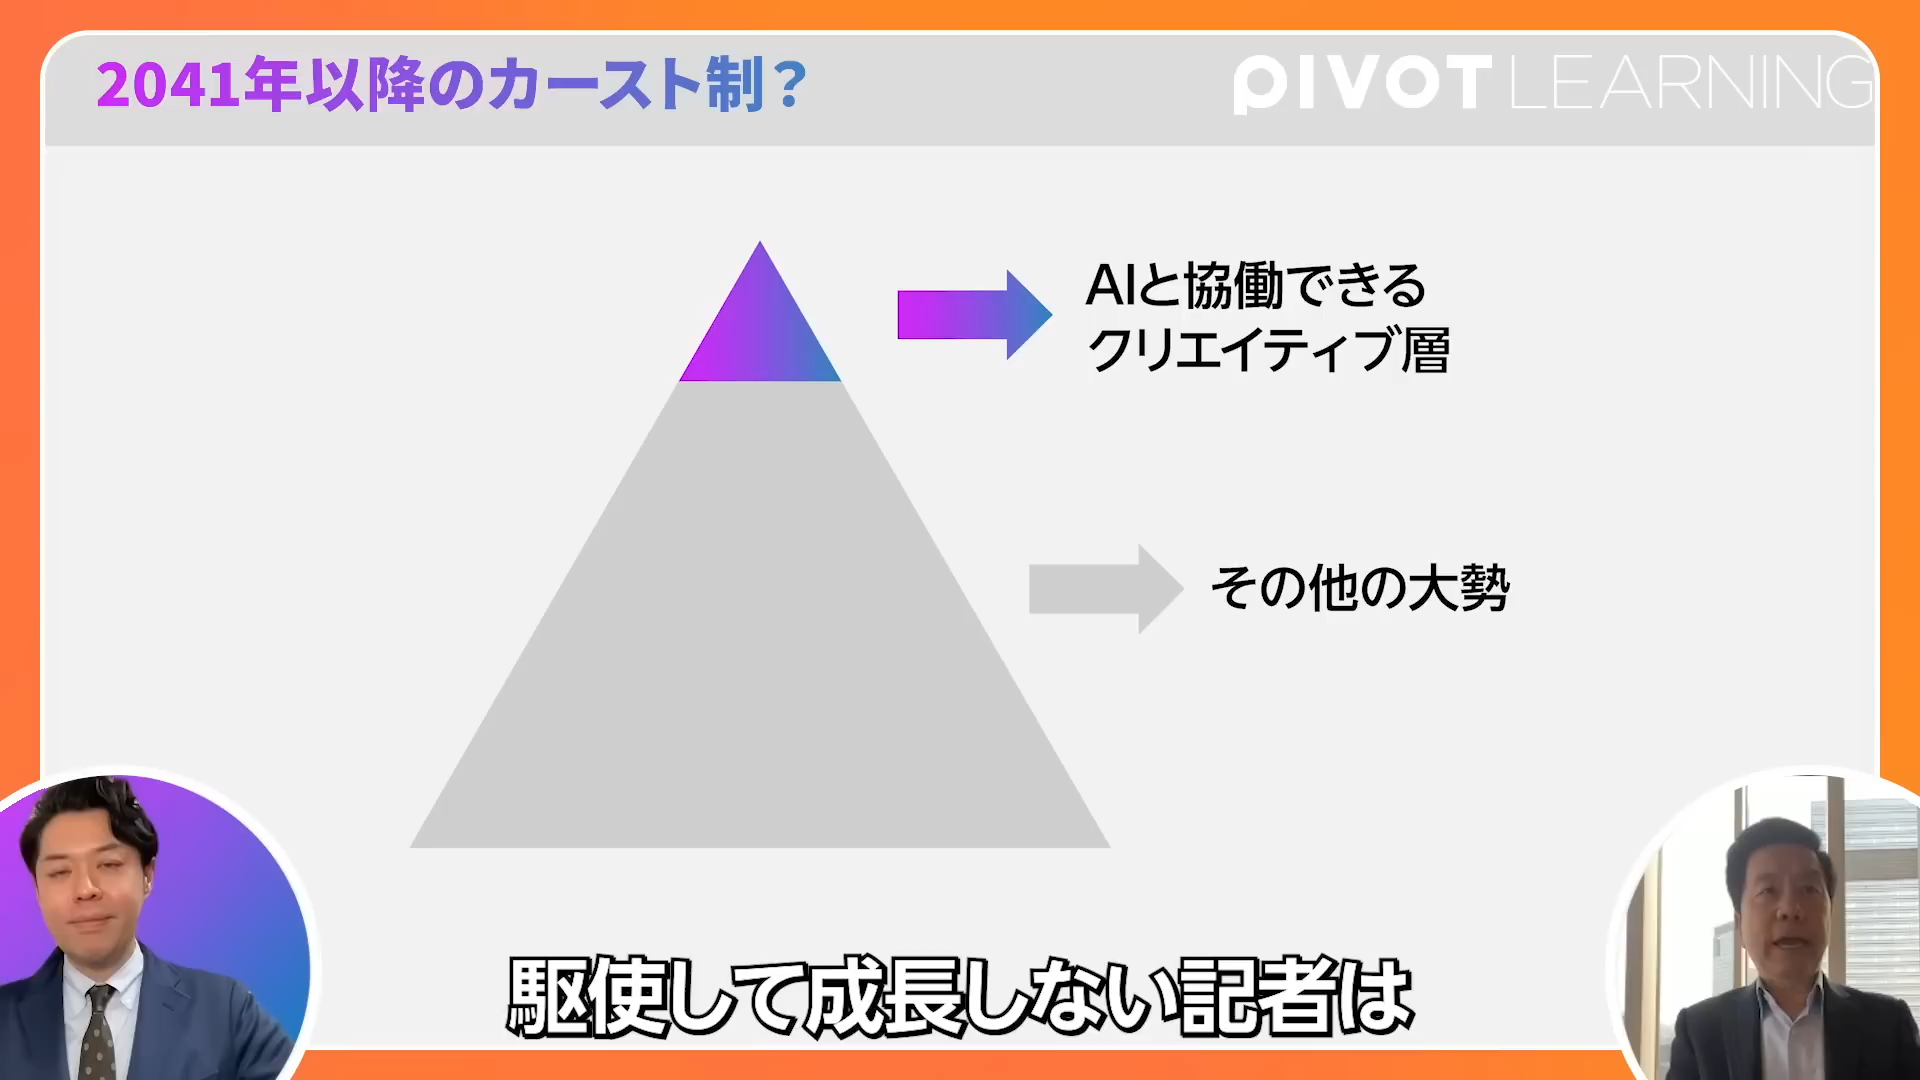 2041年以降のカースト制？
PIVOT LEARNING
AIと協働できる
クリエイティブ層
その他の大勢
駆使して成長しない記者は